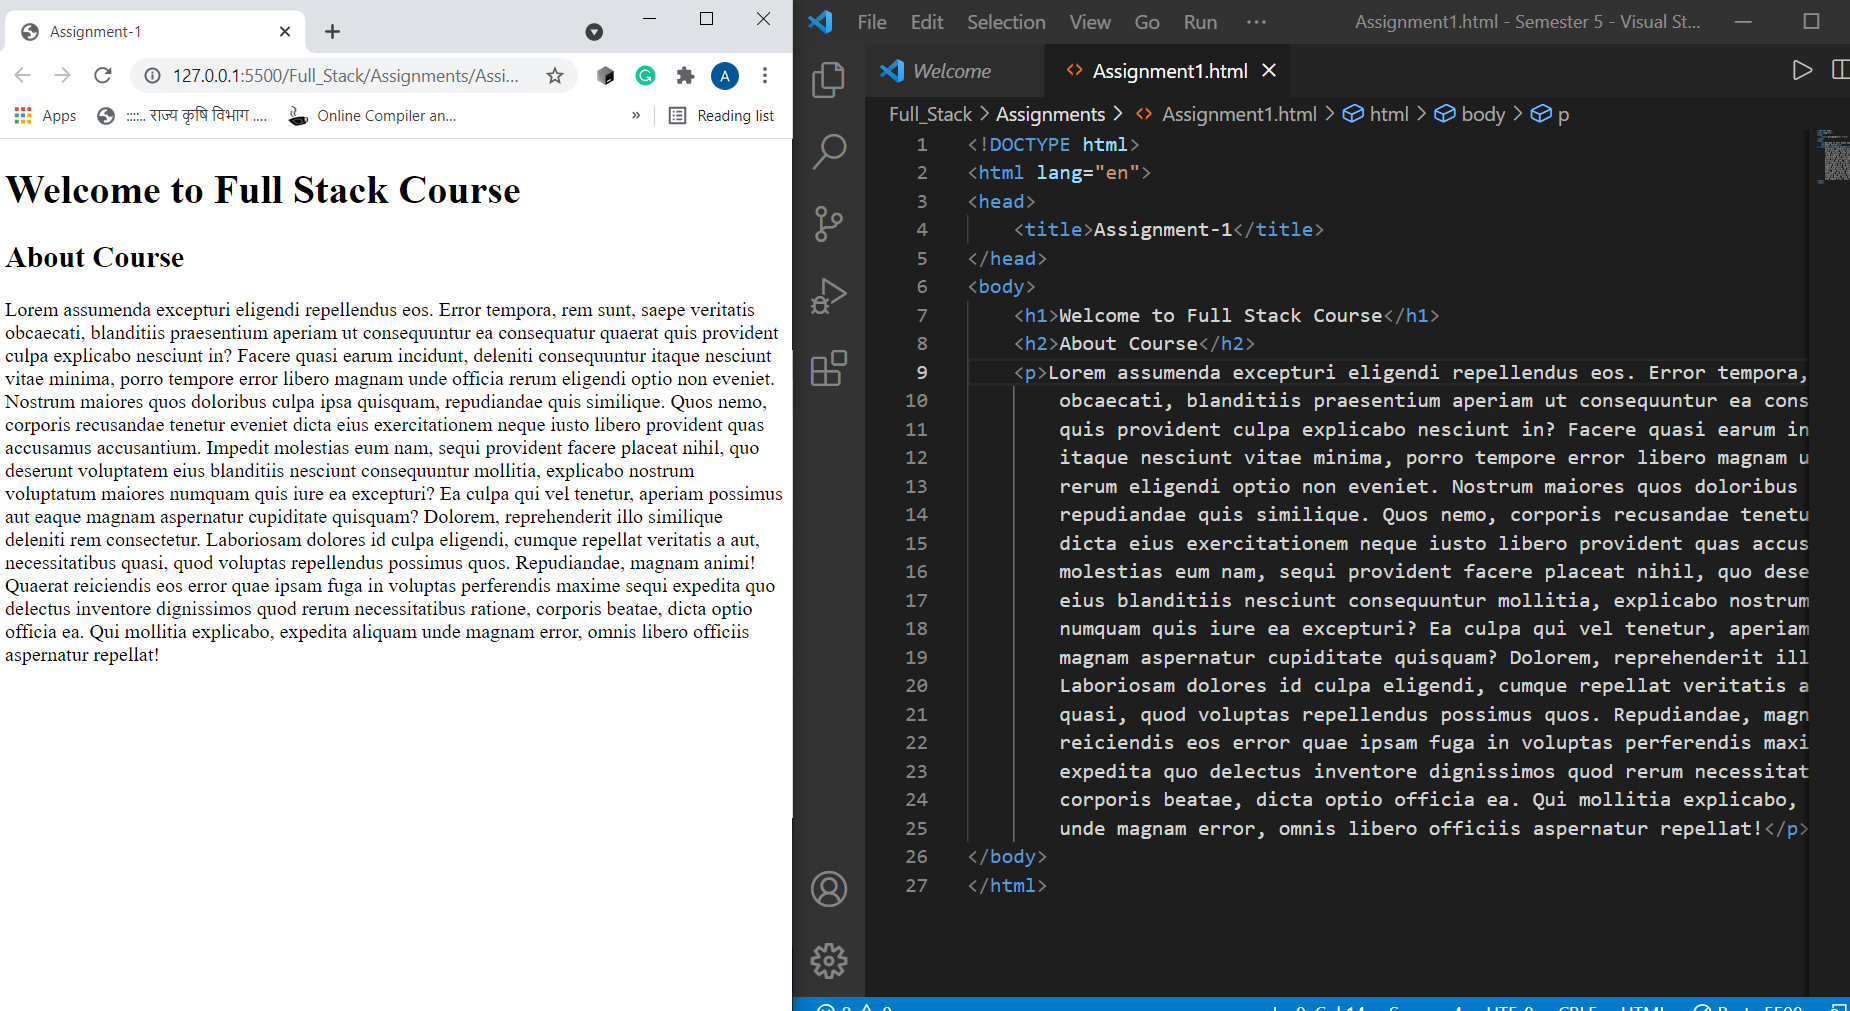 Assignment-1
127.0.0.1:5500/Full_Stack/Assignments/Assi...
A
Apps
::::.. राज्य कृषि विभाग ....
Online Compiler an...
»
Reading list
Welcome to Full Stack Course
About Course
Lorem assumenda excepturi eligendi repellendus eos. Error tempora, rem sunt, saepe veritatis
obcaecati, blanditiis praesentium aperiam ut consequuntur ea consequatur quaerat quis provident
culpa explicabo nesciunt in? Facere quasi earum incidunt, deleniti consequuntur itaque nesciunt
vitae minima, porro tempore error libero magnam unde officia rerum eligendi optio non eveniet.
Nostrum maiores quos doloribus culpa ipsa quisquam, repudiandae quis similique. Quos nemo,
corporis recusandae tenetur eveniet dicta eius exercitationem neque iusto libero provident quas
accusamus accusantium. Impedit molestias eum nam, sequi provident facere placeat nihil, quo
deserunt voluptatem eius blanditiis nesciunt consequuntur mollitia, explicabo nostrum
voluptatum maiores numquam quis iure ea excepturi? Ea culpa qui vel tenetur, aperiam possimus
aut eaque magnam aspernatur cupiditate quisquam? Dolorem, reprehenderit illo similique
deleniti rem consectetur. Laboriosam dolores id culpa eligendi, cumque repellat veritatis a aut,
necessitatibus quasi, quod voluptas repellendus possimus quos. Repudiandae, magnam animi!
Quaerat reiciendis eos error quae ipsam fuga in voluptas perferendis maxime sequi expedita quo
delectus inventore dignissimos quod rerum necessitatibus ratione, corporis beatae, dicta optio
officia ea. Qui mollitia explicabo, expedita aliquam unde magnam error, omnis libero officiis
aspernatur repellat!
File Edit Selection View Go Run ··· Assignment1.html - Semester 5 - Visual St...
Welcome
<> Assignment1.html
Full_Stack > Assignments > <> Assignment1.html > html > body > p
1 <!DOCTYPE html>
2 <html lang="en">
3 <head>
4 <title>Assignment-1</title>
5 </head>
6 <body>
7 <h1>Welcome to Full Stack Course</h1>
8 <h2>About Course</h2>
9 <p>Lorem assumenda excepturi eligendi repellendus eos. Error tempora,
10 obcaecati, blanditiis praesentium aperiam ut consequuntur ea cons
11 quis provident culpa explicabo nesciunt in? Facere quasi earum in
12 itaque nesciunt vitae minima, porro tempore error libero magnam u
13 rerum eligendi optio non eveniet. Nostrum maiores quos doloribus
14 repudiandae quis similique. Quos nemo, corporis recusandae tenetu
15 dicta eius exercitationem neque iusto libero provident quas accus
16 molestias eum nam, sequi provident facere placeat nihil, quo dese
17 eius blanditiis nesciunt consequuntur mollitia, explicabo nostrum
18 numquam quis iure ea excepturi? Ea culpa qui vel tenetur, aperiam
19 magnam aspernatur cupiditate quisquam? Dolorem, reprehenderit ill
20 Laboriosam dolores id culpa eligendi, cumque repellat veritatis a
21 quasi, quod voluptas repellendus possimus quos. Repudiandae, magn
22 reiciendis eos error quae ipsam fuga in voluptas perferendis maxi
23 expedita quo delectus inventore dignissimos quod rerum necessitat
24 corporis beatae, dicta optio officia ea. Qui mollitia explicabo,
25 unde magnam error, omnis libero officiis aspernatur repellat!</p>
26 </body>
27 </html>